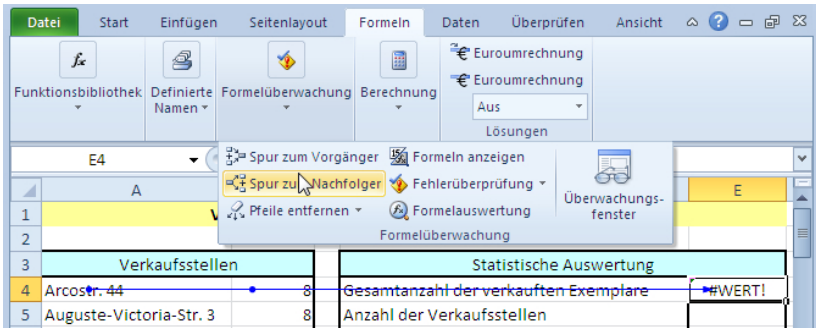 Datei Start Einfügen Seitenlayout Formeln Daten Überprüfen Ansicht
Euroumrechnung
Funktionsbibliothek Definierte Namen Formelüberwachung Berechnung
Euroumrechnung
Aus
Lösungen
E4
Spur zum Vorgänger Formeln anzeigen
Spur zum Nachfolger Fehlerüberprüfung
Pfeile entfernen Formelauswertung
Überwachungs-
fenster
Formelüberwachung
A E
1 V
2
3 Verkaufsstellen Statistische Auswertung
4 Arcostr. 44 8 Gesamtanzahl der verkauften Exemplare #WERT!
5 Auguste-Victoria-Str. 3 8 Anzahl der Verkaufsstellen